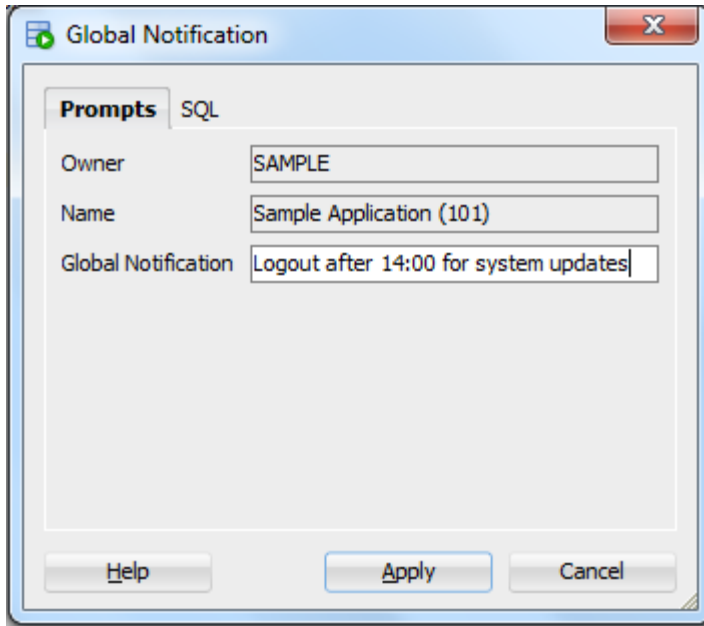 Global Notification
Prompts SQL
Owner SAMPLE
Name Sample Application (101)
Global Notification Logout after 14:00 for system updates
Help Apply Cancel